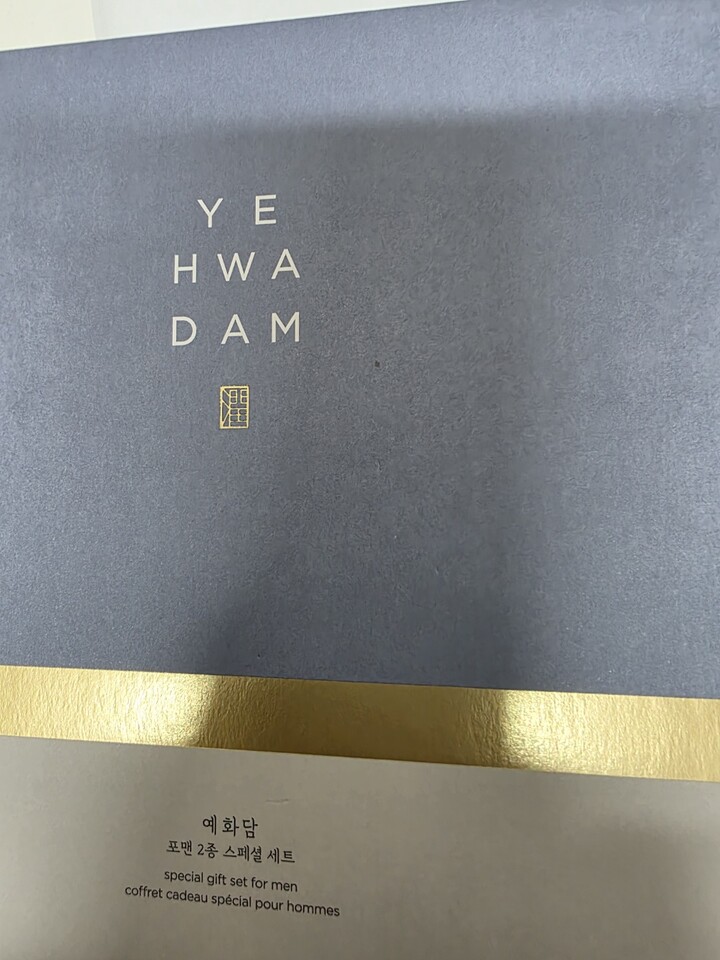 YE
HWA
DAM
예화담
포맨 2종 스페셜 세트
special gift set for men
coffret cadeau spécial pour hommes